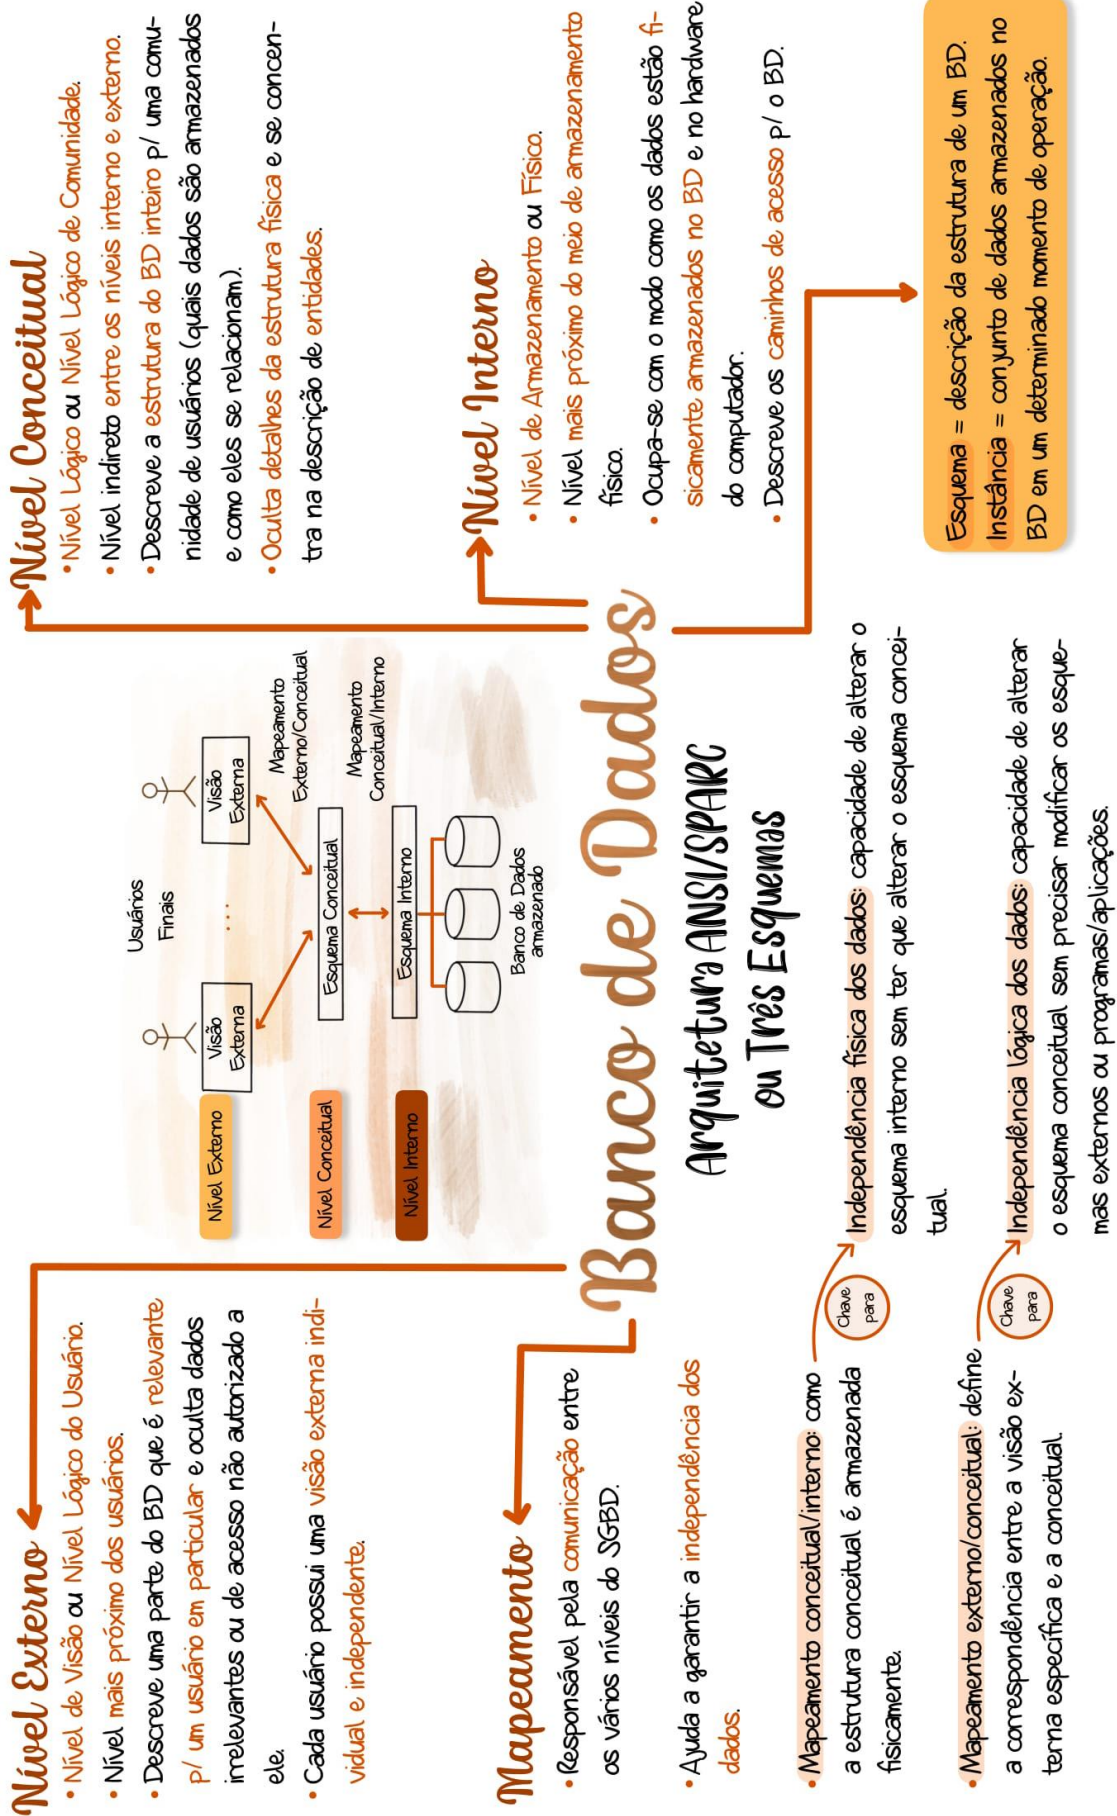 Nível Externo
• Nível de Visão ou Nível Lógico do Usuário.
• Nível mais próximo dos usuários.
• Descreve uma parte do BD que é relevante
p/ um usuário em particular e oculta dados
irrelevantes ou de acesso não autorizado a
ele.
• Cada usuário possui uma visão externa indi-
vidual e independente.
Usuários
Finais
Visão
Externa
...
Visão
Externa
Nível Externo
Mapeamento
Externo/Conceitual
Nível Conceitual
Esquema Conceitual
Mapeamento
Conceitual/Interno
Nível Interno
Esquema Interno
Banco de Dados
armazenado
Nível Conceitual
• Nível Lógico ou Nível Lógico de Comunidade.
• Nível indireto entre os níveis interno e externo.
• Descreve a estrutura do BD inteiro p/ uma comu-
nidade de usuários (quais dados são armazenados
e como eles se relacionam).
• Oculta detalhes da estrutura física e se concen-
tra na descrição de entidades.
Nível Interno
• Nível de Armazenamento ou Físico.
• Nível mais próximo do meio de armazenamento
físico.
• Ocupa-se com o modo como os dados estão fi-
sicamente armazenados no BD e no hardware
do computador.
• Descreve os caminhos de acesso p/ o BD.
Banco de Dados
Arquitetura ANSI/SPARC
ou Três Esquemas
Mapeamento
• Responsável pela comunicação entre
os vários níveis do SGBD.
• Ajuda a garantir a independência dos
dados.
• Mapeamento conceitual/interno: como
a estrutura conceitual é armazenada
fisicamente.
Chave
para
Independência física dos dados: capacidade de alterar o
esquema interno sem ter que alterar o esquema concei-
tual.
• Mapeamento externo/conceitual: define
a correspondência entre a visão ex-
terna específica e a conceitual.
Chave
para
Independência lógica dos dados: capacidade de alterar
o esquema conceitual sem precisar modificar os esque-
mas externos ou programas/aplicações.
Esquema = descrição da estrutura de um BD.
Instância = conjunto de dados armazenados no
BD em um determinado momento de operação.